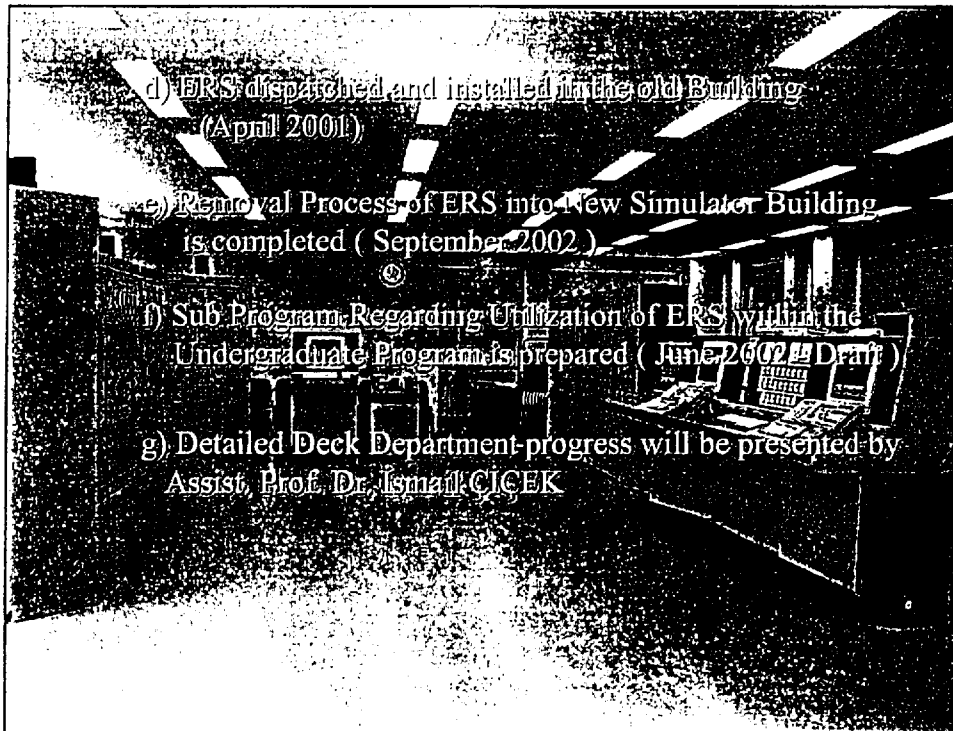 d) ERS dispatched and installed in the old Building
(April 2001)
e) Removal Process of ERS into New Simulator Building
is completed ( September 2002 )
f) Sub Program Regarding Utilization of ERS within the
Undergraduate Program is prepared ( June 2002 - Draft )
g) Detailed Deck Department progress will be presented by
Assist. Prof. Dr. Ismail CICEK